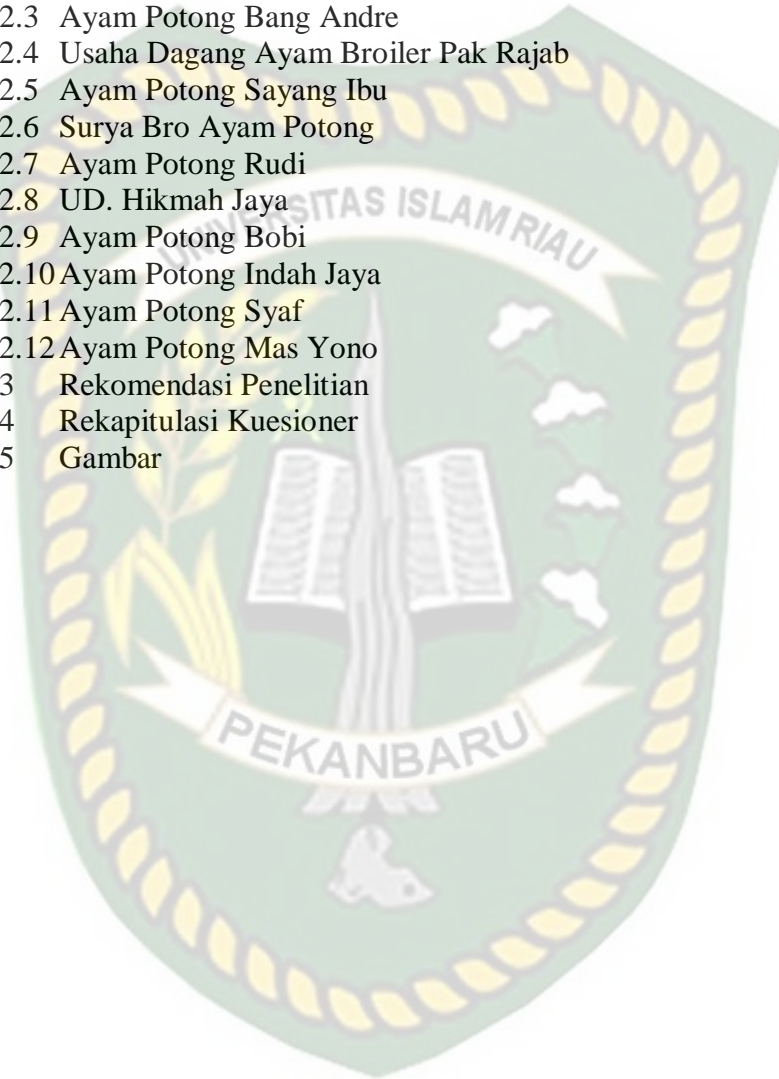 2.3 Ayam Potong Bang Andre
2.4 Usaha Dagang Ayam Broiler Pak Rajab
2.5 Ayam Potong Sayang Ibu
2.6 Surya Bro Ayam Potong
2.7 Ayam Potong Rudi
2.8 UD. Hikmah Jaya
2.9 Ayam Potong Bobi
2.10 Ayam Potong Indah Jaya
2.11 Ayam Potong Syaf
2.12 Ayam Potong Mas Yono
3 Rekomendasi Penelitian
4 Rekapitulasi Kuesioner
5 Gambar
UNIVERSITAS ISLAM RIAU
PEKANBARU